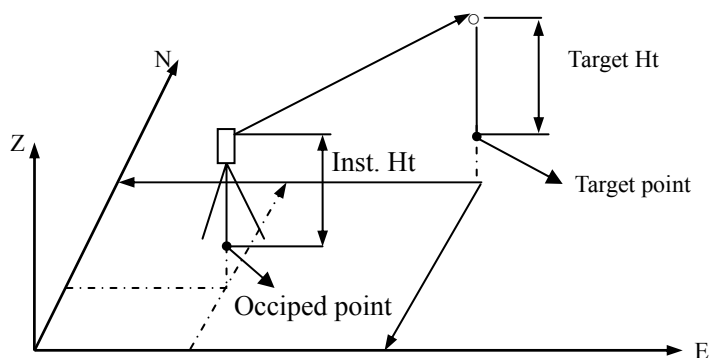 Target Ht
N
Z
Inst. Ht
Target point
Occiped point
E